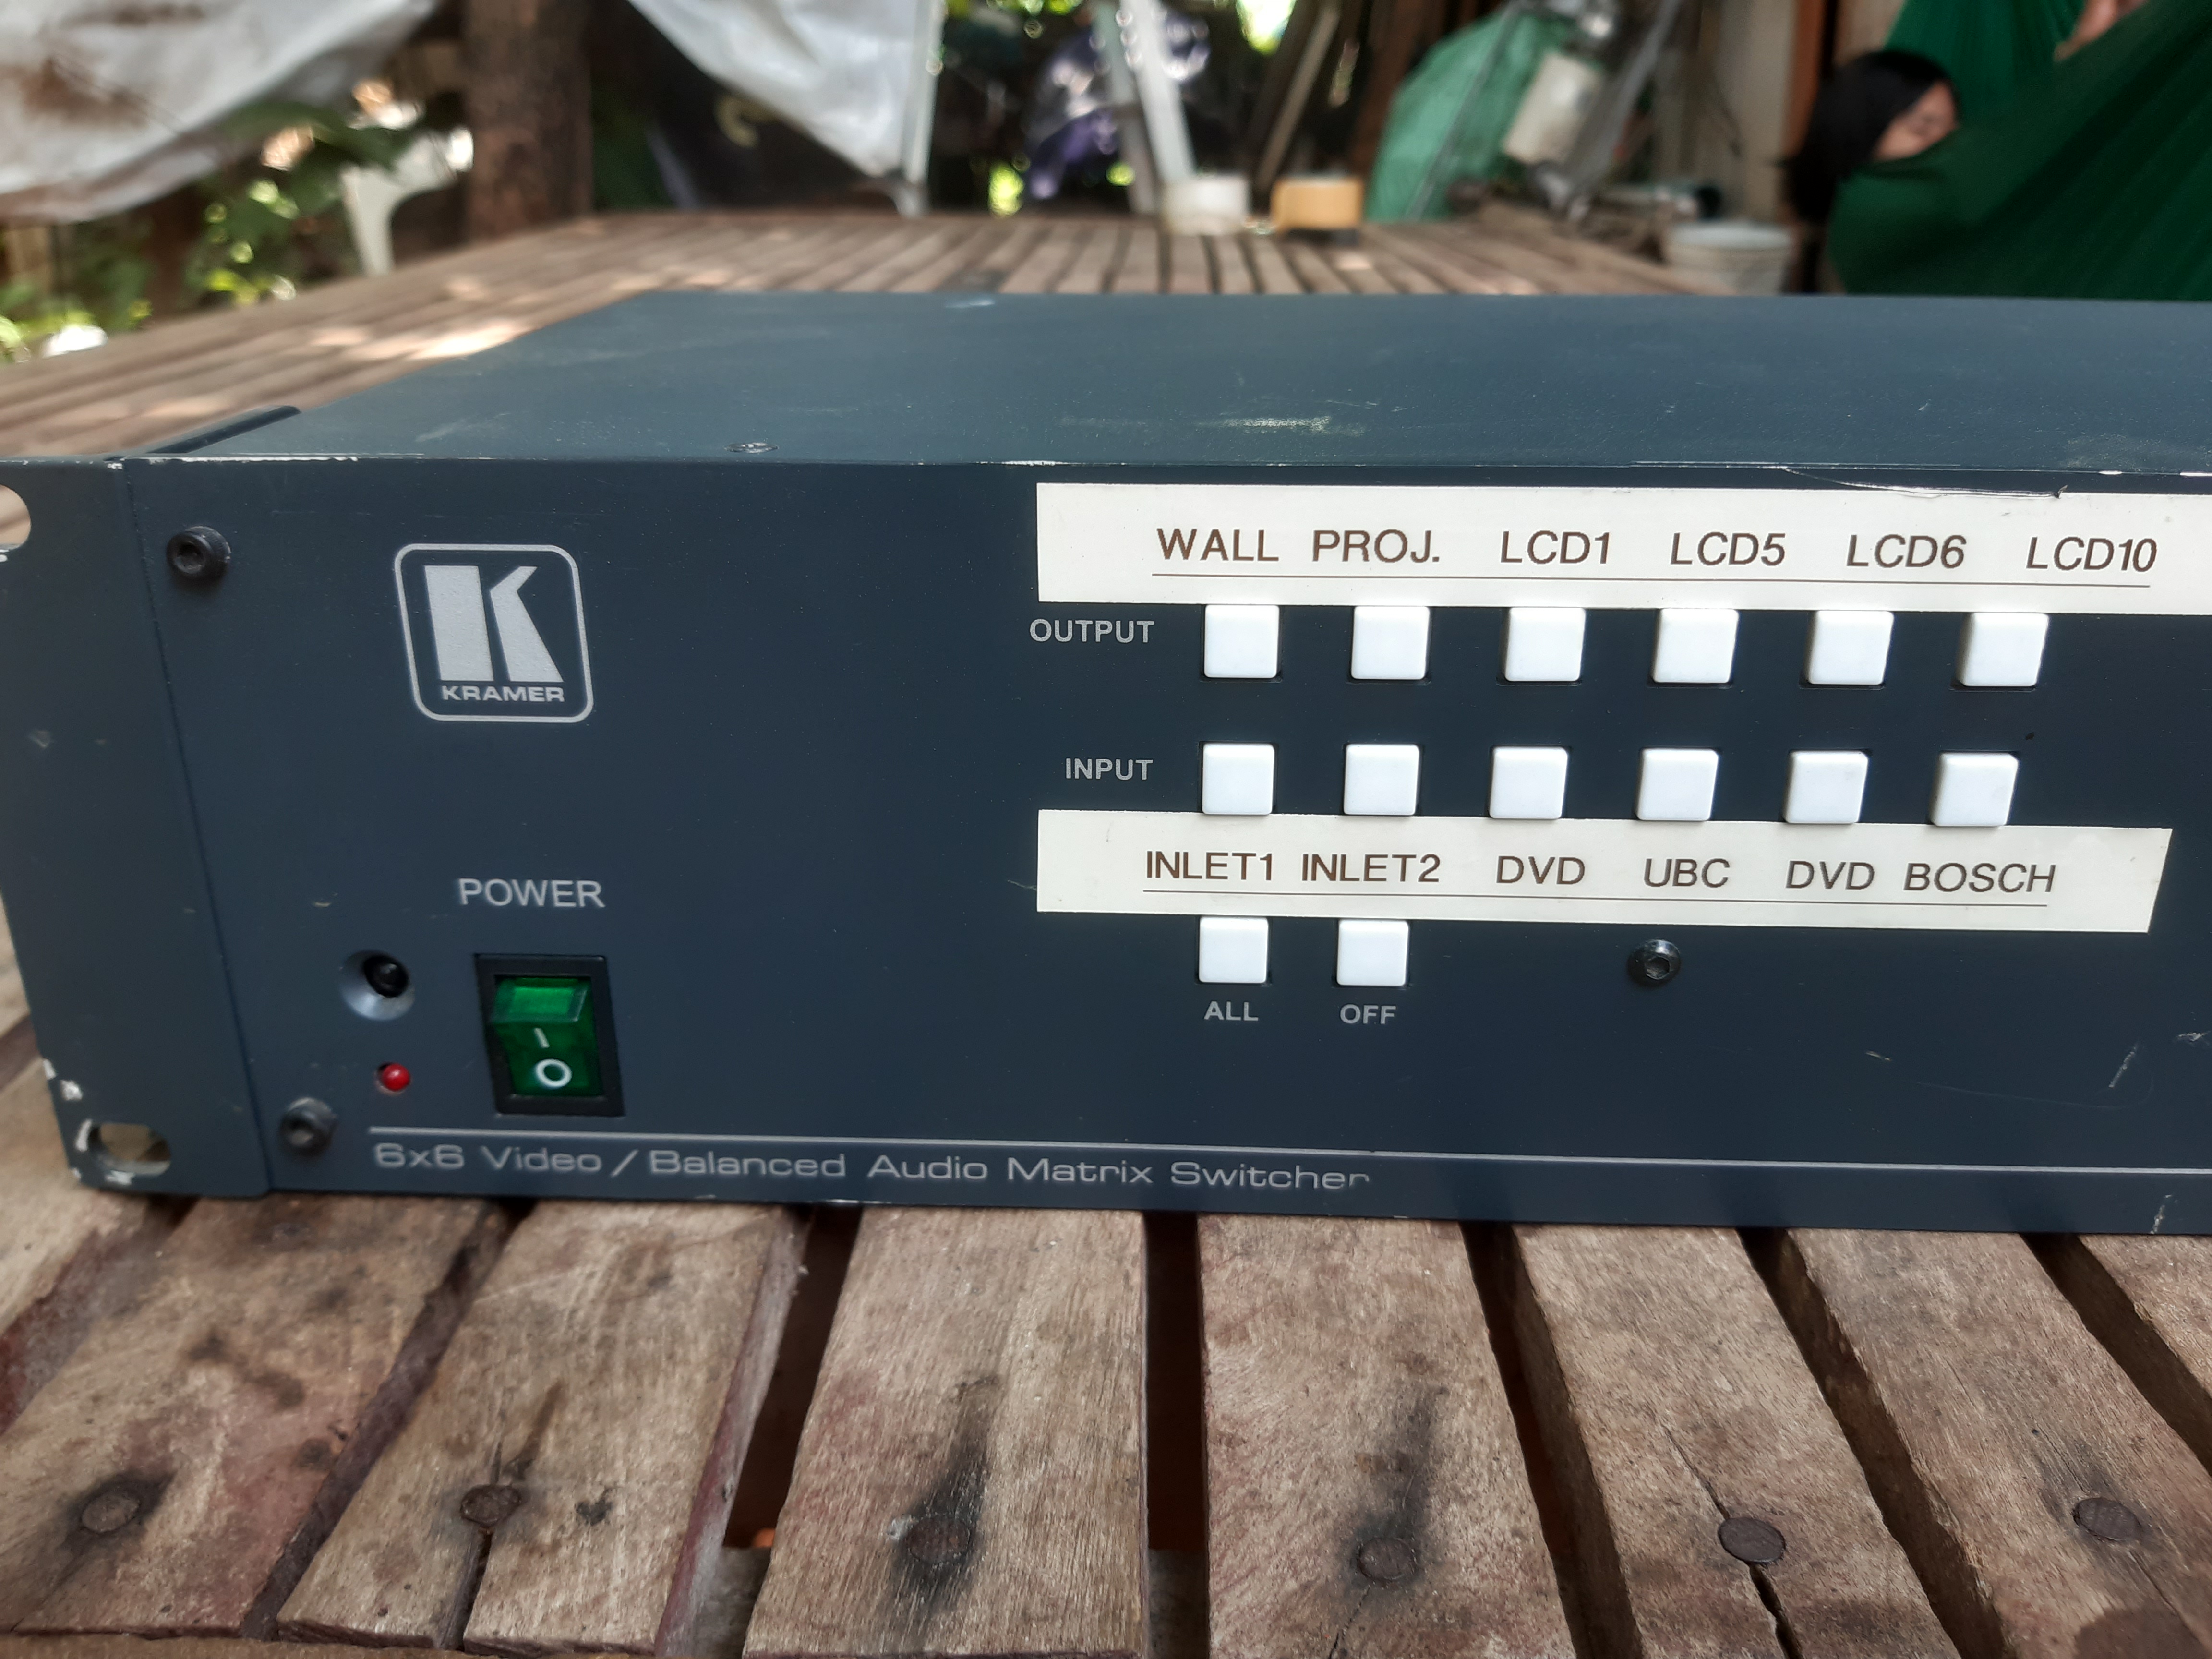 KRAMER
WALL PROJ. LCD1 LCD5 LCD6 LCD10
OUTPUT
INPUT
INLET1 INLET2 DVD UBC DVD BOSCH
ALL OFF
POWER
I
O
6x6 Video / Balanced Audio Matrix Switcher